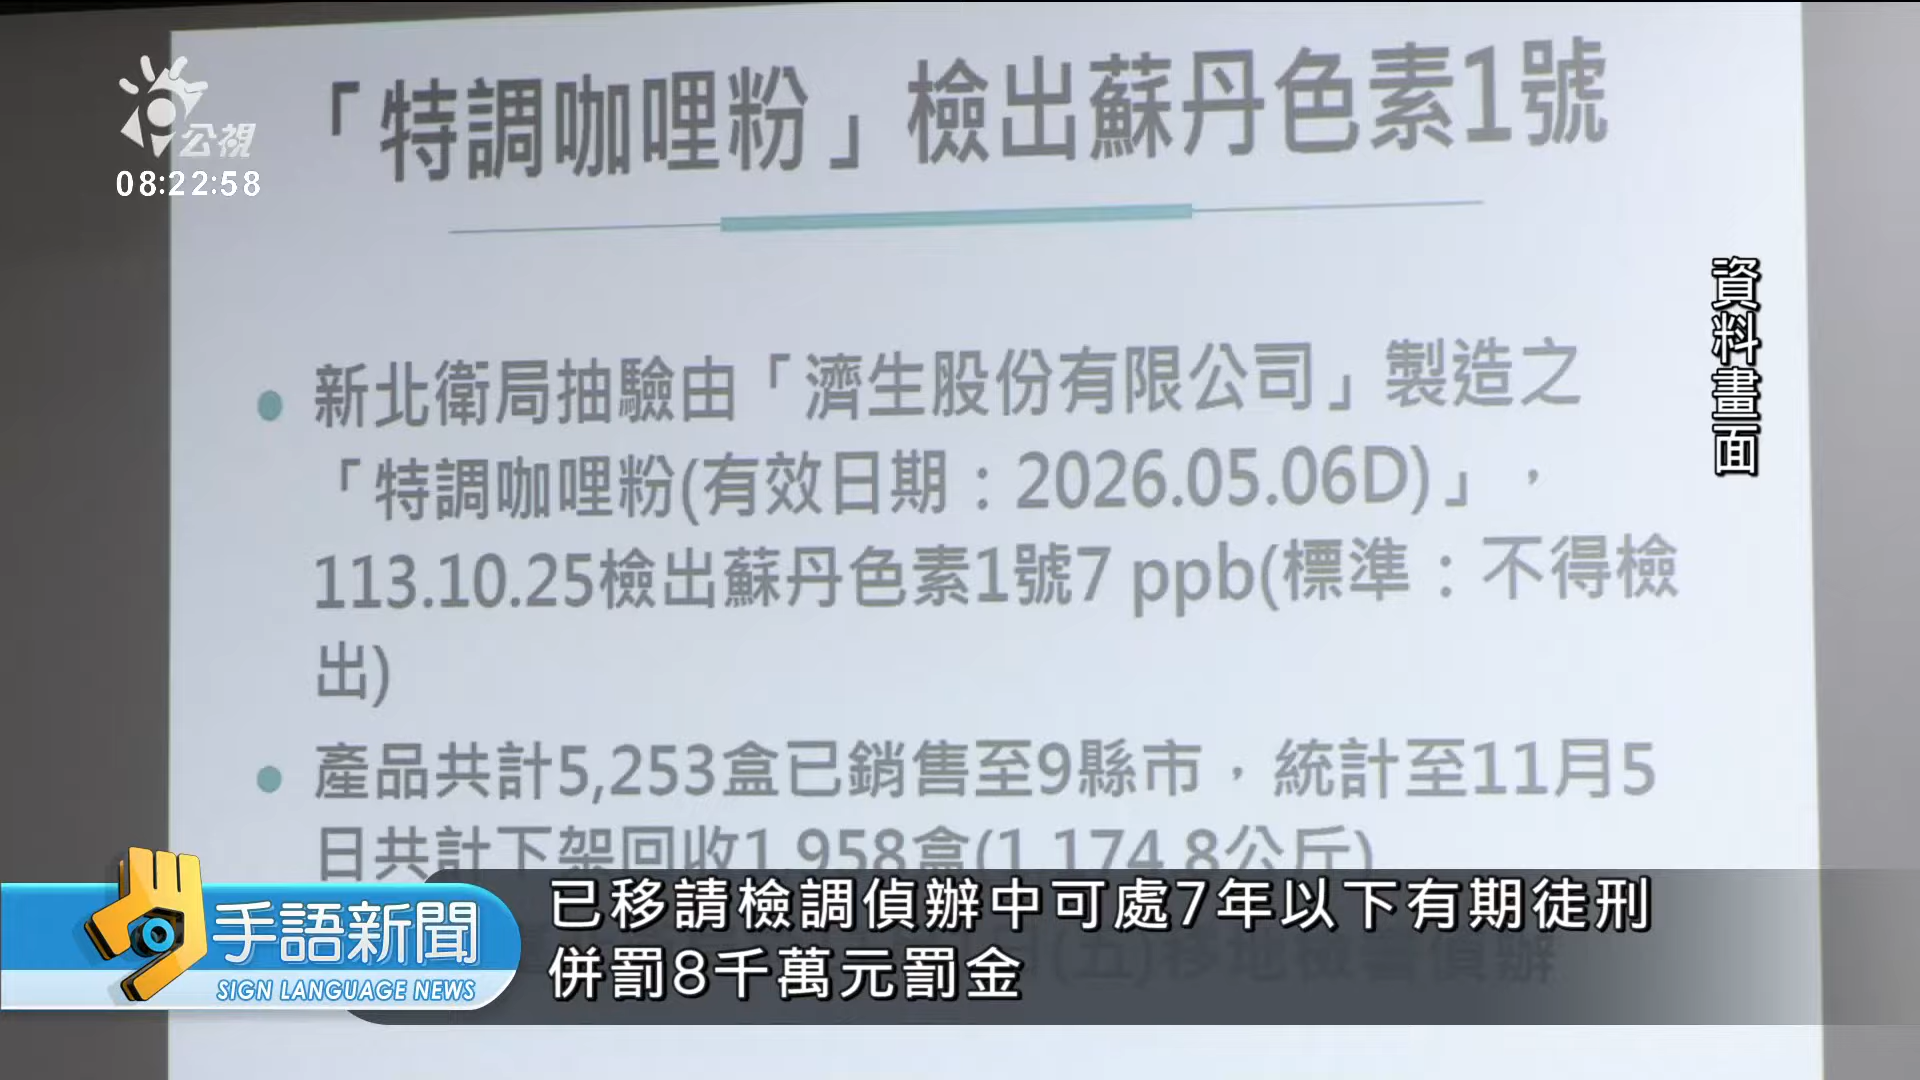 公視
08:22:58
「特調咖哩粉」檢出蘇丹色素1號
資料畫面
新北衛局抽驗由「濟生股份有限公司」製造之
「特調咖哩粉(有效日期：2026.05.06D)」，
113.10.25檢出蘇丹色素1號7 ppb(標準：不得檢
出)
產品共計5,253盒已銷售至9縣市，統計至11月5
日共計下架回收1,958盒(1,174.8公斤)
手語新聞
SIGN LANGUAGE NEWS
已移請檢調偵辦中可處7年以下有期徒刑
併罰8千萬元罰金